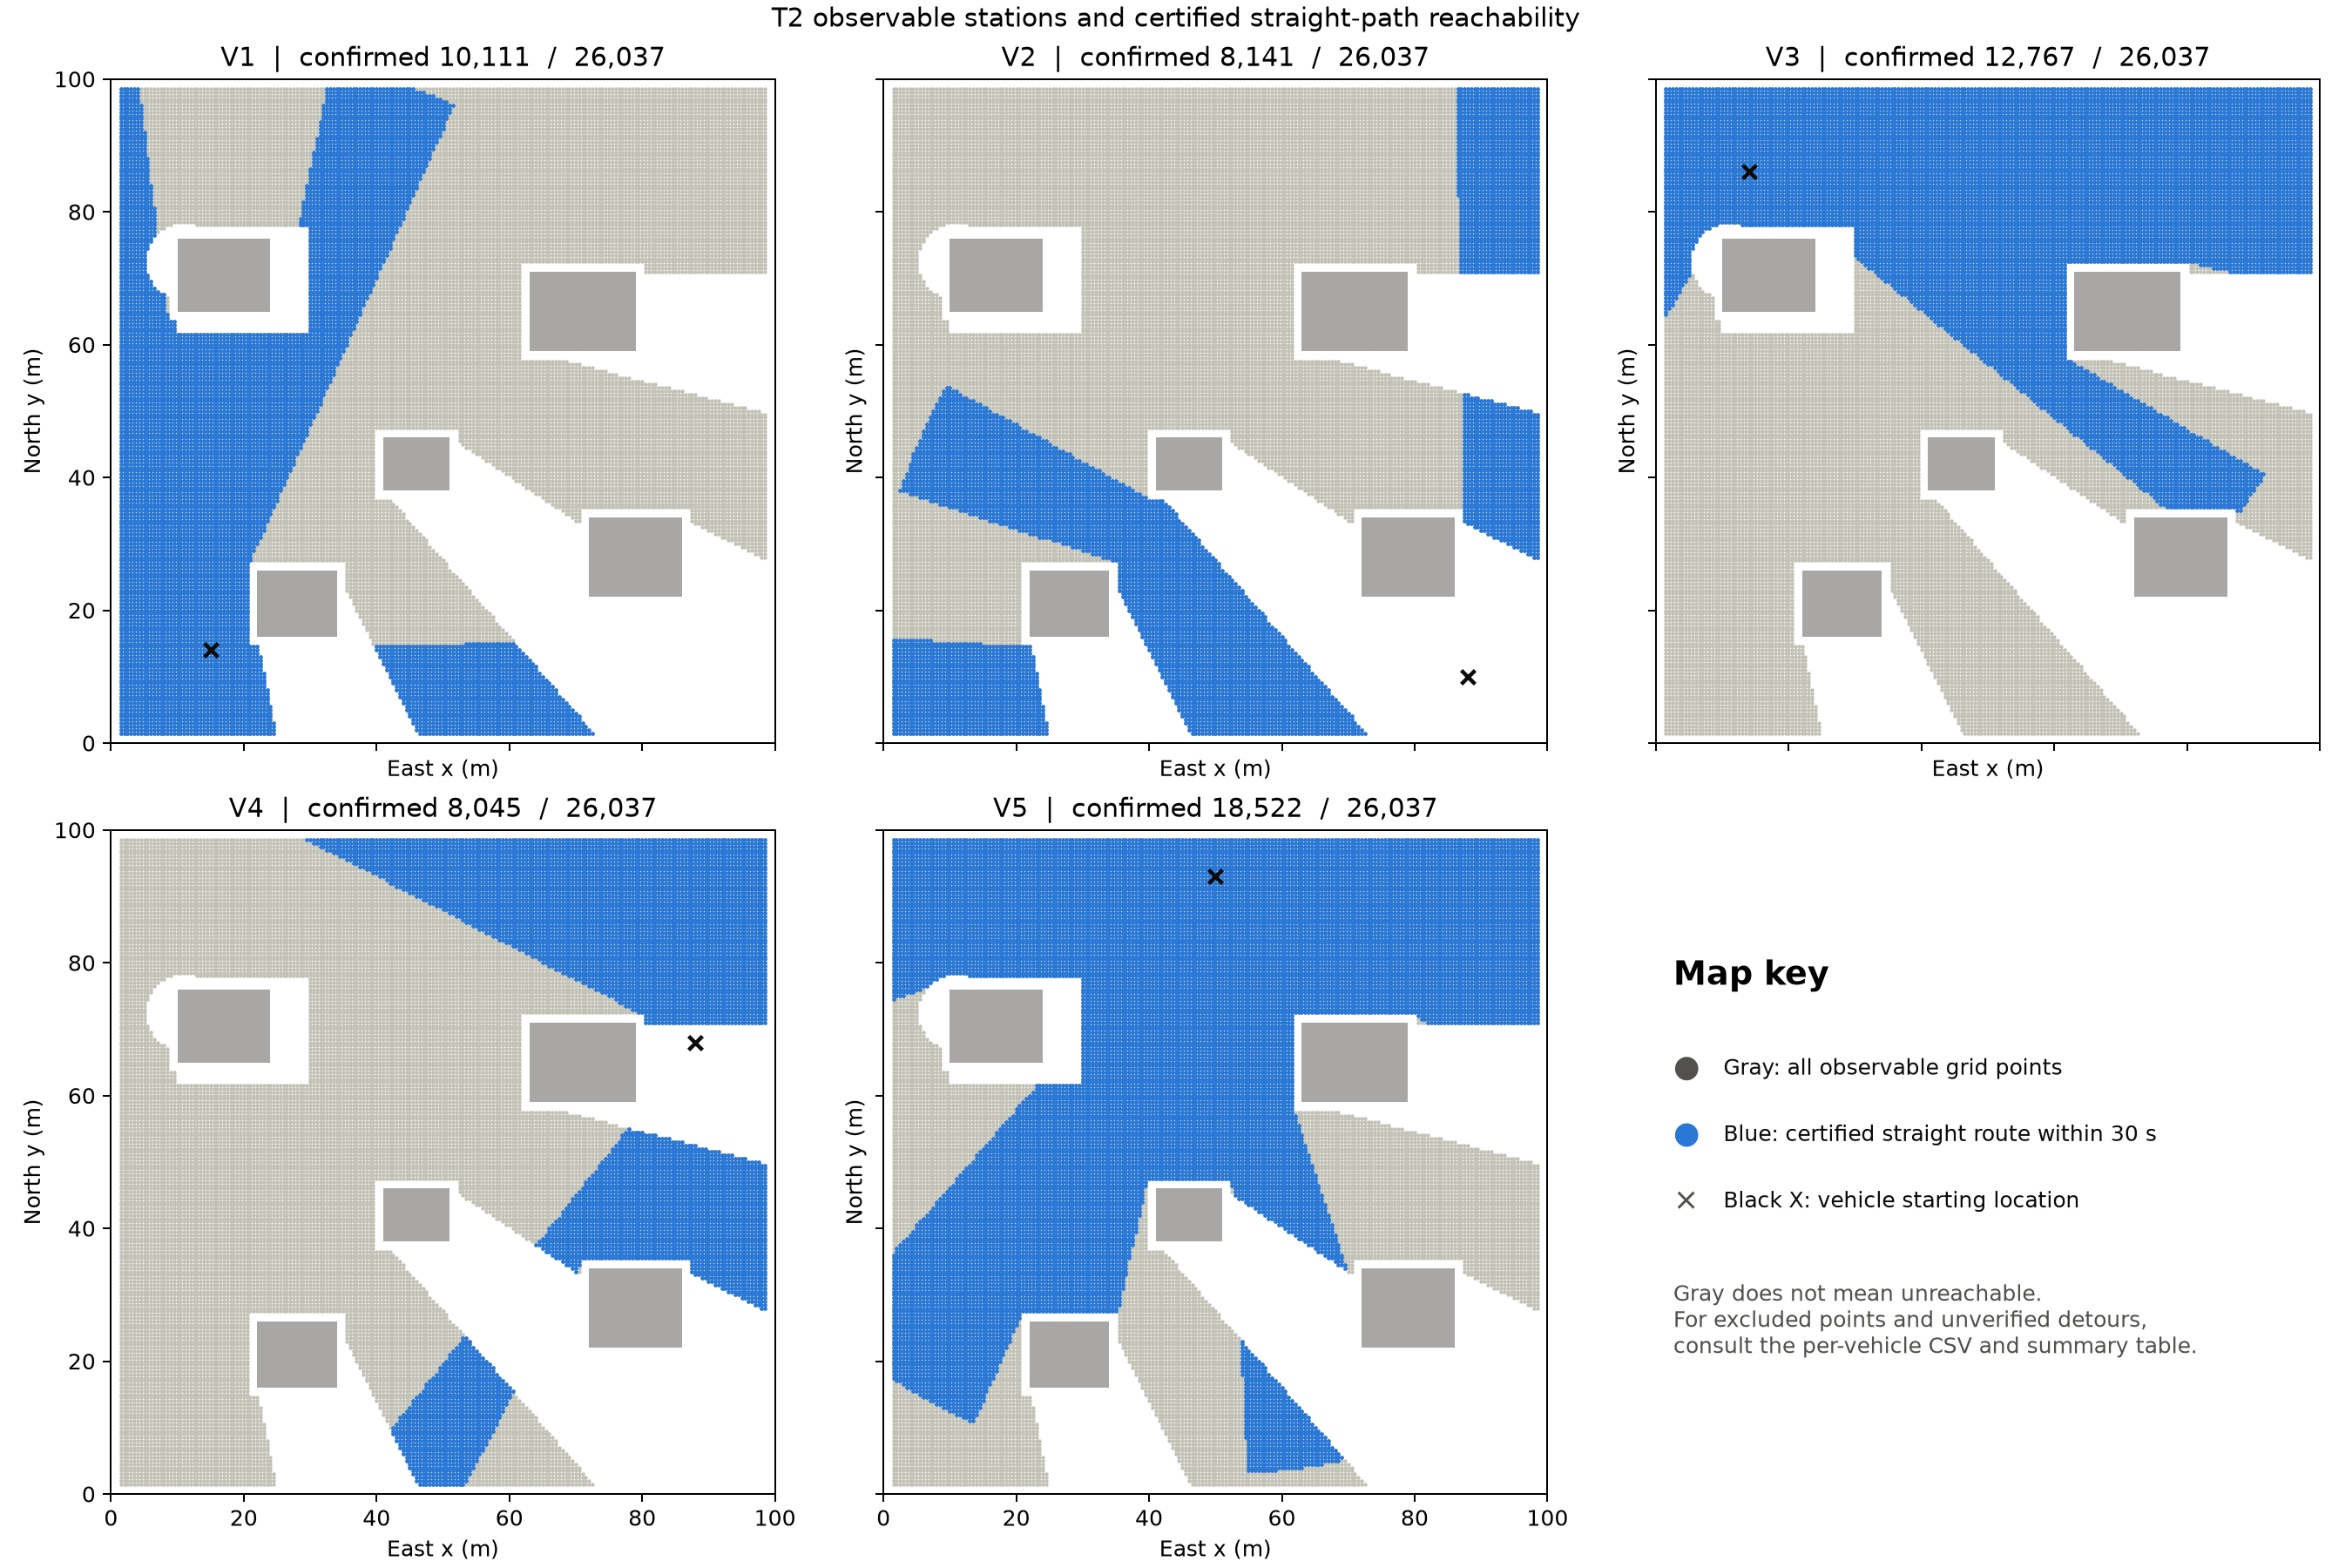 T2 observable stations and certified straight-path reachability
V1 | confirmed 10,111 / 26,037
V2 | confirmed 8,141 / 26,037
V3 | confirmed 12,767 / 26,037
100
80
60
40
20
0
North y (m)
North y (m)
North y (m)
East x (m)
East x (m)
East x (m)
V4 | confirmed 8,045 / 26,037
V5 | confirmed 18,522 / 26,037
100
80
60
40
20
0
North y (m)
North y (m)
0 20 40 60 80 100
0 20 40 60 80 100
East x (m)
East x (m)
Map key
Gray: all observable grid points
Blue: certified straight route within 30 s
Black X: vehicle starting location
Gray does not mean unreachable.
For excluded points and unverified detours,
consult the per-vehicle CSV and summary table.